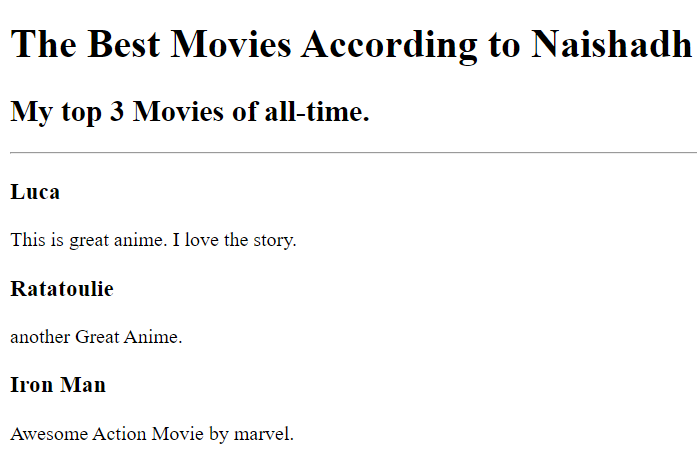 The Best Movies According to Naishadh
My top 3 Movies of all-time.
Luca
This is great anime. I love the story.
Ratatoulie
another Great Anime.
Iron Man
Awesome Action Movie by marvel.